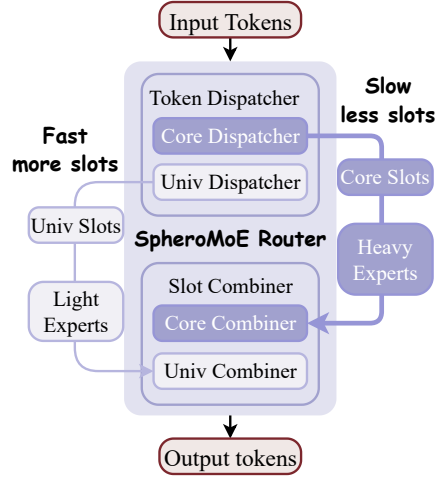 Input Tokens
Token Dispatcher
Core Dispatcher
Univ Dispatcher
Slow
less slots
Core Slots
Heavy
Experts
Fast
more slots
Univ Slots
Light
Experts
SpheroMoE Router
Slot Combiner
Core Combiner
Univ Combiner
Output tokens